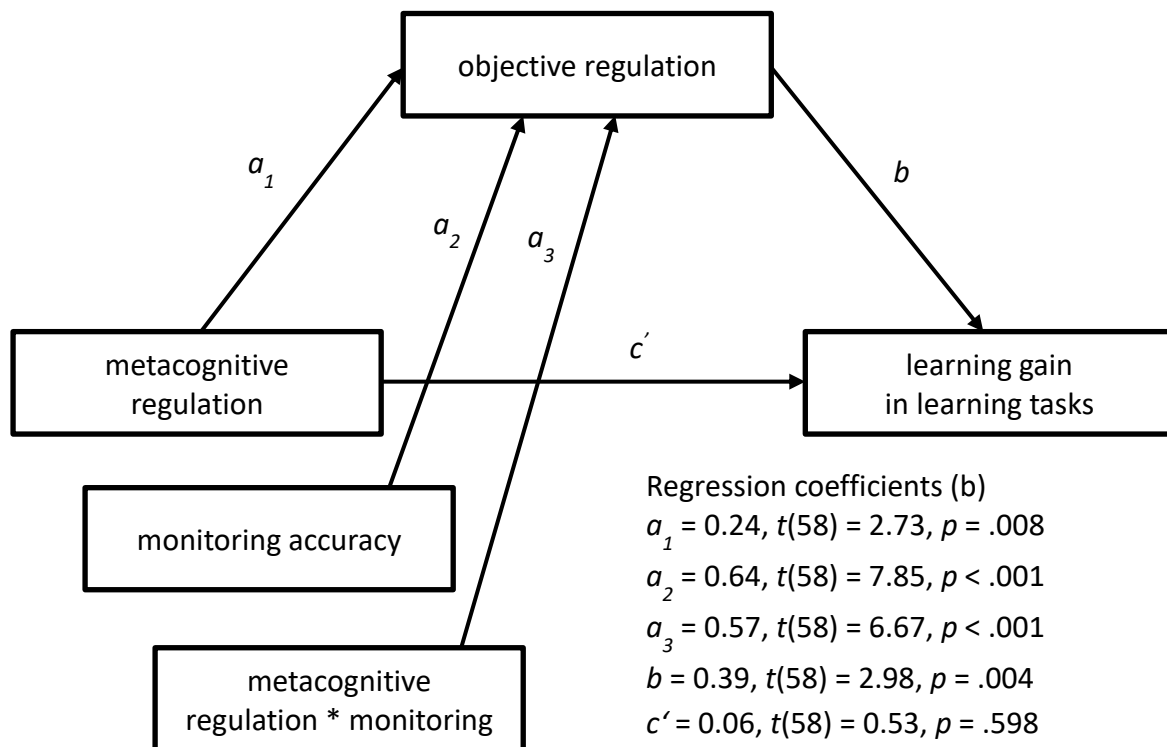 objective regulation
a₁
a₂
a₃
b
c′
metacognitive
regulation
learning gain
in learning tasks
monitoring accuracy
metacognitive
regulation * monitoring
Regression coefficients (b)
a₁ = 0.24, t(58) = 2.73, p = .008
a₂ = 0.64, t(58) = 7.85, p < .001
a₃ = 0.57, t(58) = 6.67, p < .001
b = 0.39, t(58) = 2.98, p = .004
c‘ = 0.06, t(58) = 0.53, p = .598